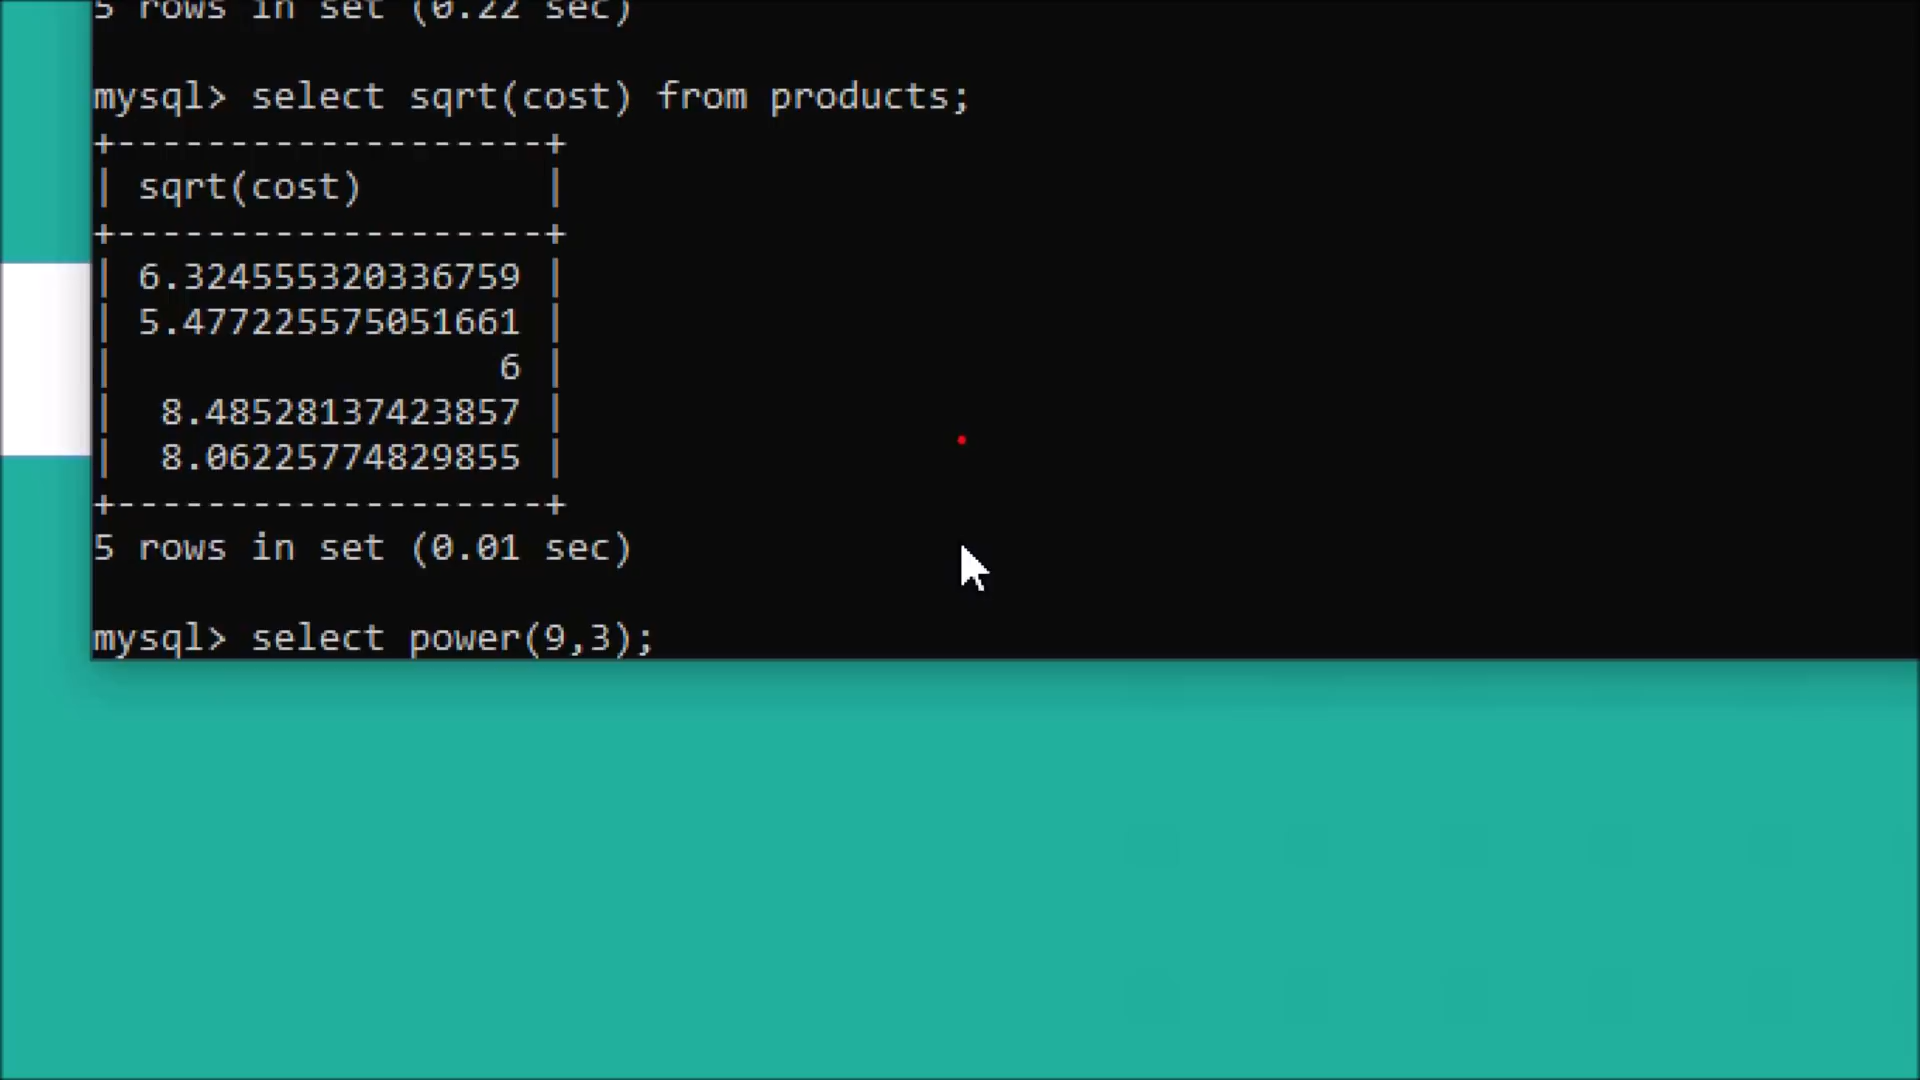 5 rows in set (0.22 sec)
mysql> select sqrt(cost) from products;
+-------------------+
| sqrt(cost)        |
+-------------------+
| 6.324555320336759 |
| 5.477225575051661 |
|                 6 |
|  8.48528137423857 |
|  8.06225774829855 |
+-------------------+
5 rows in set (0.01 sec)
mysql> select power(9,3);